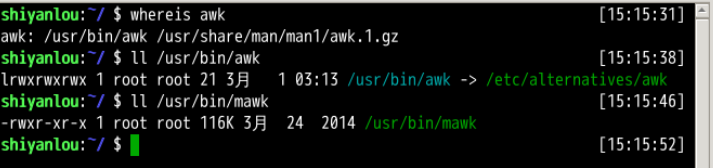 shiyanlou:~/ $ whereis awk [15:15:31]
awk: /usr/bin/awk /usr/share/man/man1/awk.1.gz
shiyanlou:~/ $ ll /usr/bin/awk [15:15:38]
lrwxrwxrwx 1 root root 21 3月 1 03:13 /usr/bin/awk -> /etc/alternatives/awk
shiyanlou:~/ $ ll /usr/bin/mawk [15:15:46]
-rwxr-xr-x 1 root root 116K 3月 24 2014 /usr/bin/mawk
shiyanlou:~/ $ [15:15:52]